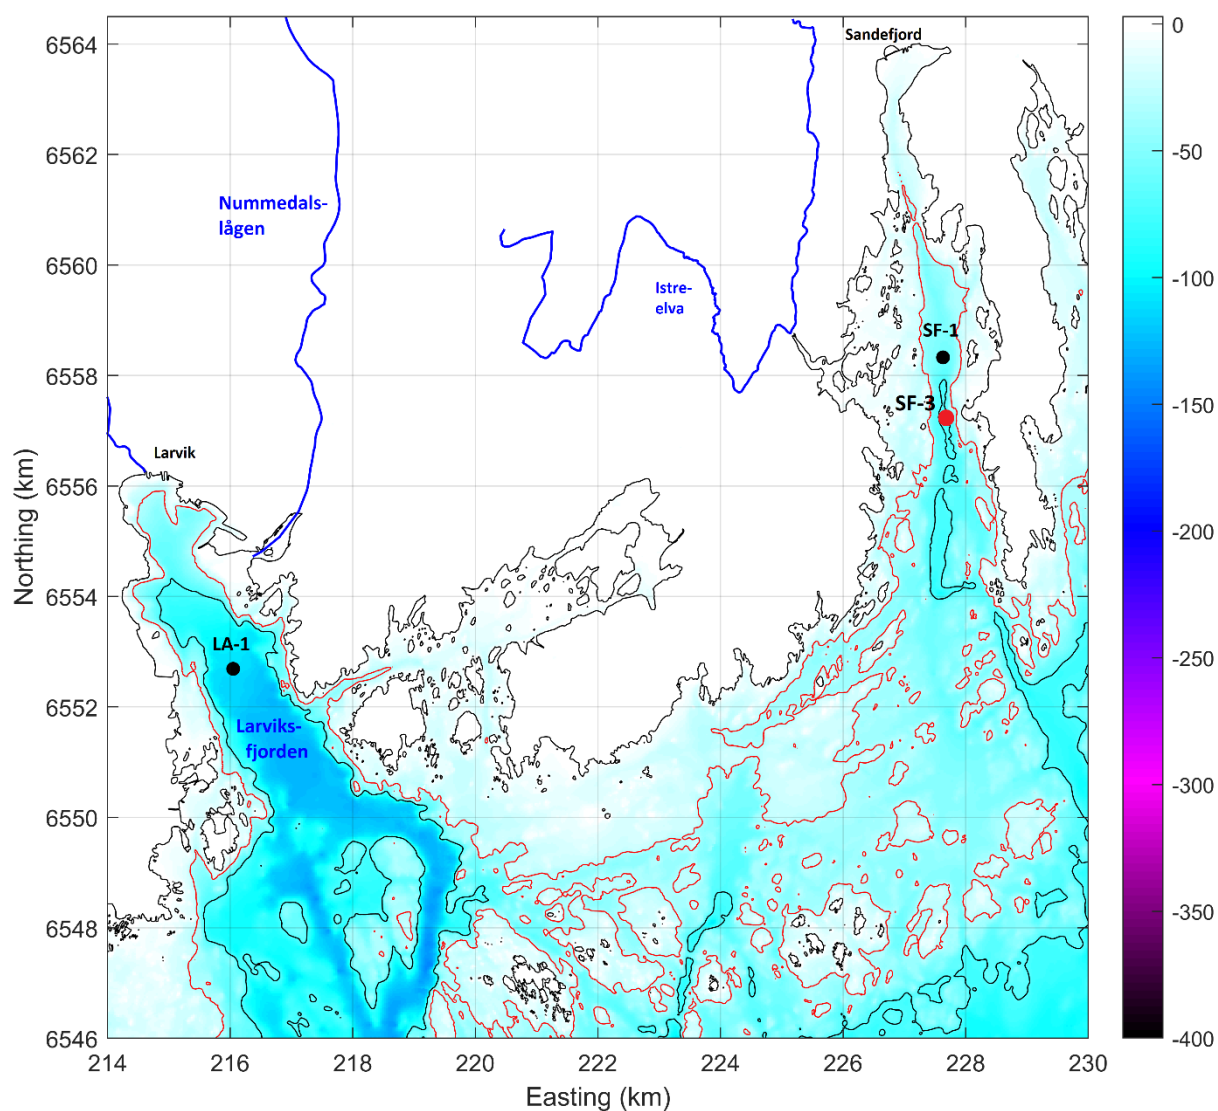 Sandefjord
Nummedals-
lågen
Istre-
elva
SF-1
SF-3
Larvik
LA-1
Larviks-
fjorden
6564
6562
6560
6558
6556
6554
6552
6550
6548
6546
Northing (km)
214
216
218
220
222
224
226
228
230
Easting (km)
0
-50
-100
-150
-200
-250
-300
-350
-400